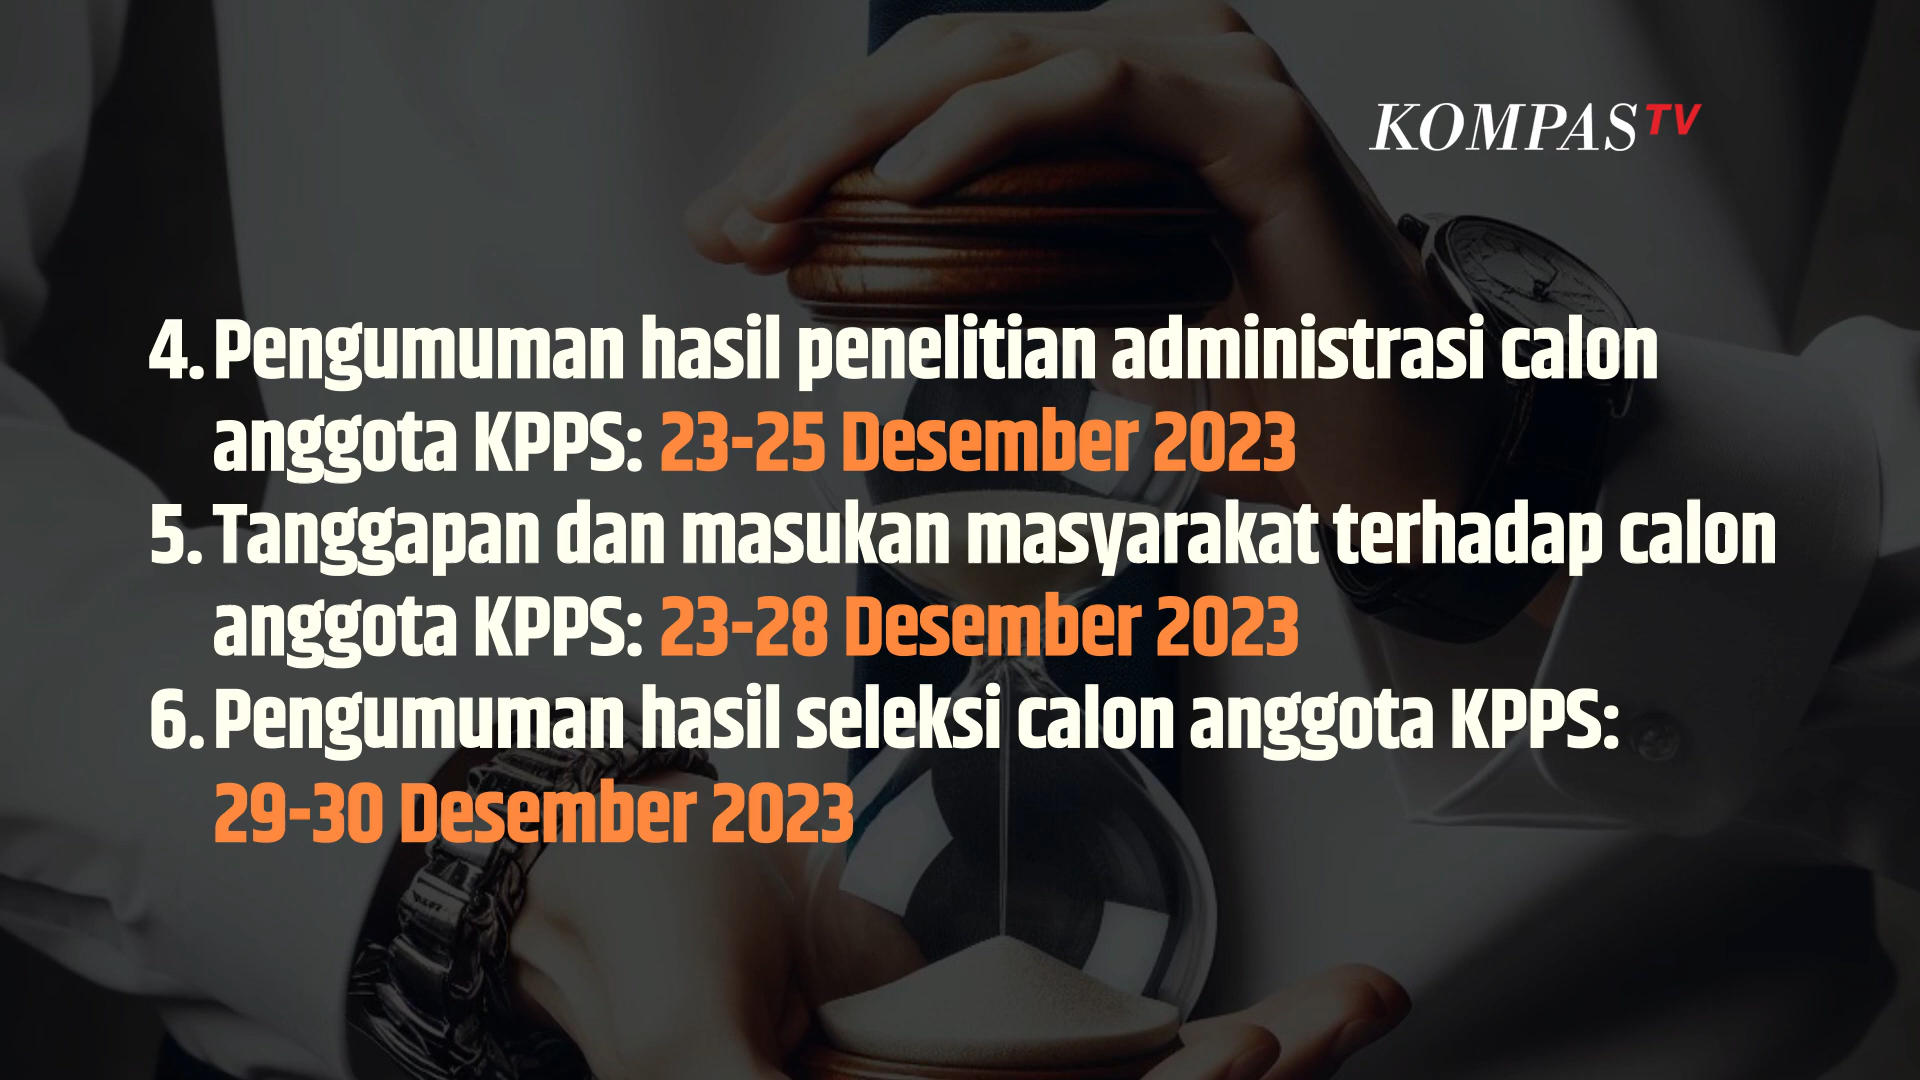 KOMPAS TV
4. Pengumuman hasil penelitian administrasi calon
anggota KPPS: 23-25 Desember 2023
5. Tanggapan dan masukan masyarakat terhadap calon
anggota KPPS: 23-28 Desember 2023
6. Pengumuman hasil seleksi calon anggota KPPS:
29-30 Desember 2023